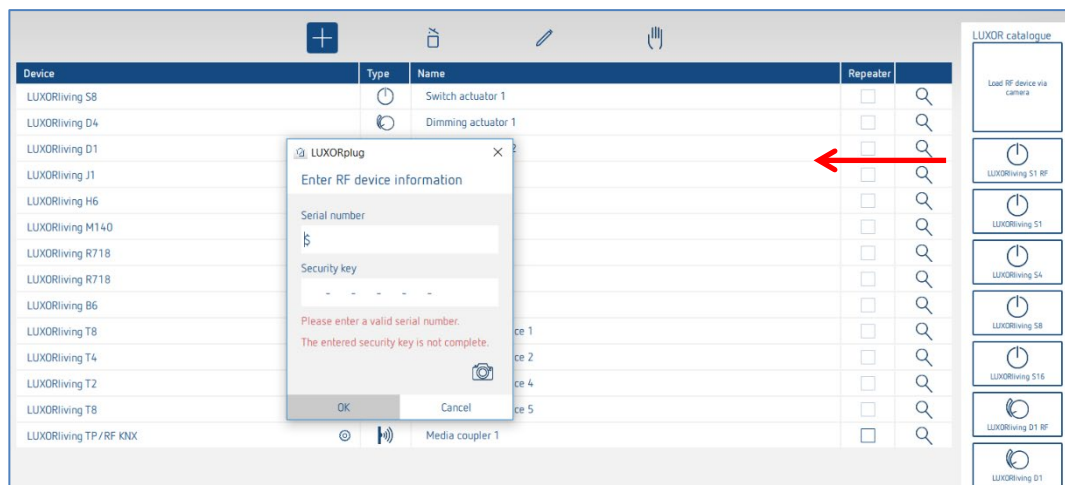 LUXOR catalogue
Device Type Name Repeater
LUXORliving S8 Switch actuator 1
LUXORliving D4 Dimming actuator 1
LUXORliving D1 2
LUXORliving J1
LUXORliving H6
LUXORliving M140
LUXORliving R718
LUXORliving R718
LUXORliving B6
LUXORliving T8 ce 1
LUXORliving T4 ce 2
LUXORliving T2 ce 4
LUXORliving T8 ce 5
LUXORliving TP/RF KNX Media coupler 1
LUXORplug
Enter RF device information
Serial number
$
Security key
- - - - -
Please enter a valid serial number.
The entered security key is not complete.
OK Cancel
Load RF device via
camera
LUXORliving S1 RF
LUXORliving S1
LUXORliving S4
LUXORliving S8
LUXORliving S16
LUXORliving D1 RF
LUXORliving D1